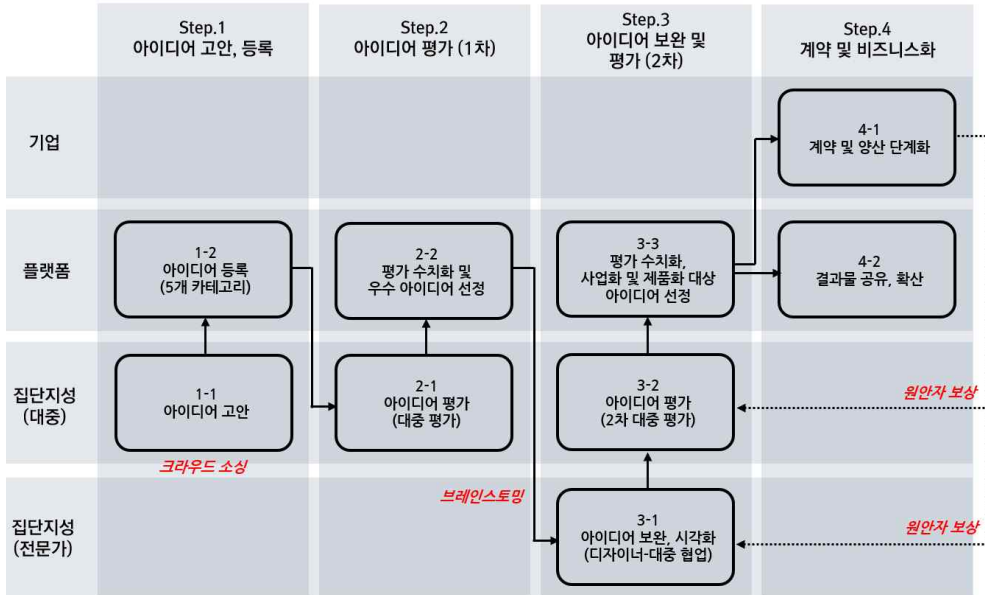 Step.1
아이디어 고안, 등록
Step.2
아이디어 평가 (1차)
Step.3
아이디어 보완 및
평가 (2차)
Step.4
계약 및 비즈니스화
기업
4-1
계약 및 양산 단계화
플랫폼
1-2
아이디어 등록
(5개 카테고리)
2-2
평가 수치화 및
우수 아이디어 선정
3-3
평가 수치화,
사업화 및 제품화 대상
아이디어 선정
4-2
결과물 공유, 확산
집단지성
(대중)
1-1
아이디어 고안
2-1
아이디어 평가
(대중 평가)
3-2
아이디어 평가
(2차 대중 평가)
원안자 보상
크라우드 소싱
브레인스토밍
집단지성
(전문가)
3-1
아이디어 보완, 시각화
(디자이너-대중 협업)
원안자 보상